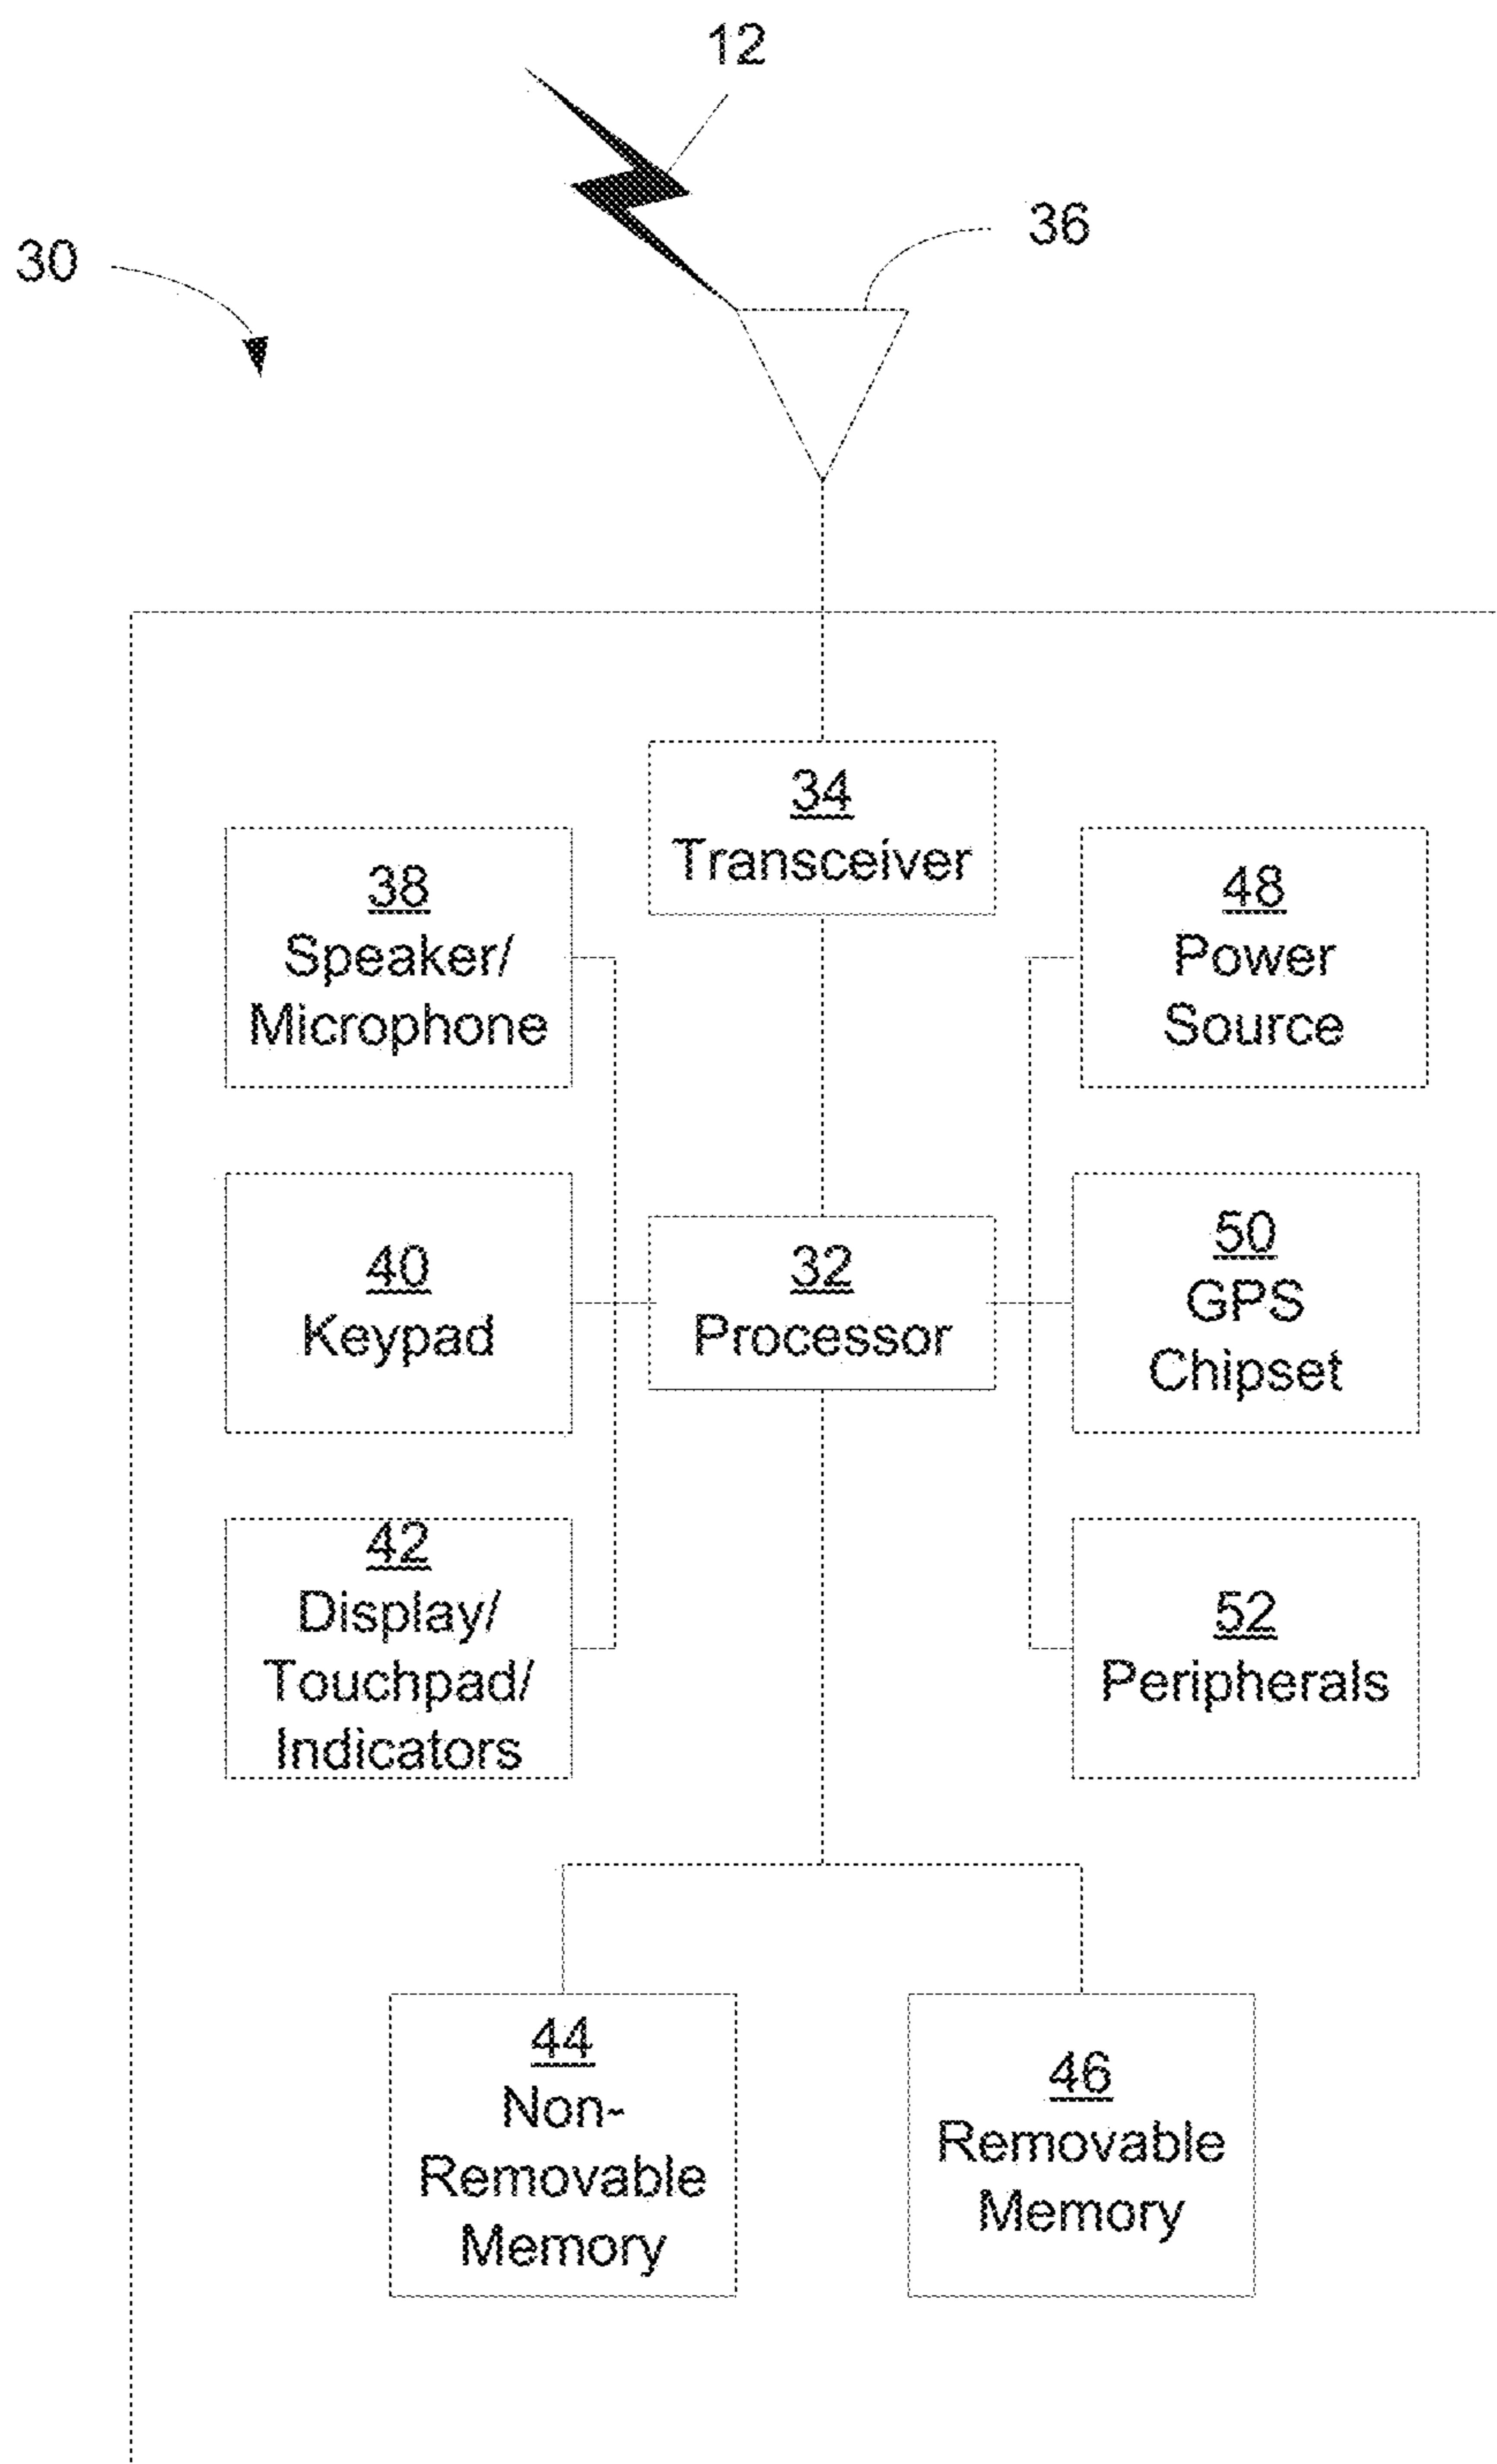 12
36
30
34
Transceiver
38
Speaker/
Microphone
48
Power
Source
40
Keypad
32
Processor
50
GPS
Chipset
42
Display/
Touchpad/
Indicators
52
Peripherals
44
Non-
Removable
Memory
46
Removable
Memory